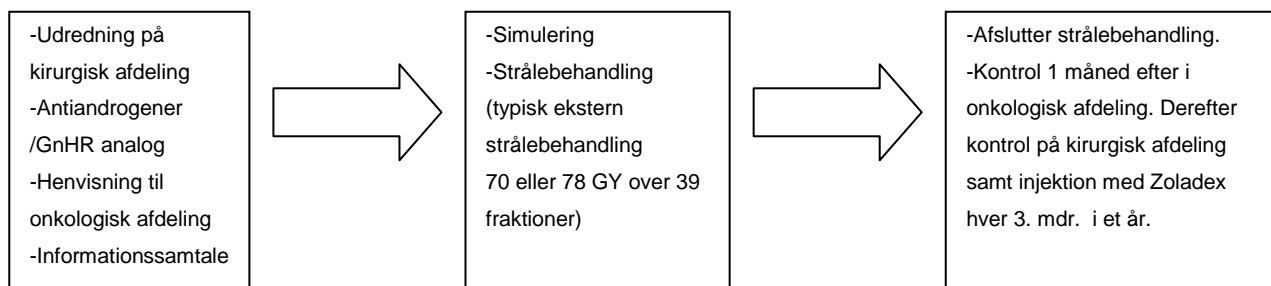 -Udredning på
kirurgisk afdeling
-Antiandrogener
/GnHR analog
-Henvisning til
onkologisk afdeling
-Informationssamtale
-Simulering
-Strålebehandling
(typisk ekstern
strålebehandling
70 eller 78 GY over 39
fraktioner)
-Afslutter strålebehandling.
-Kontrol 1 måned efter i
onkologisk afdeling. Derefter
kontrol på kirurgisk afdeling
samt injektion med Zoladex
hver 3. mdr. i et år.